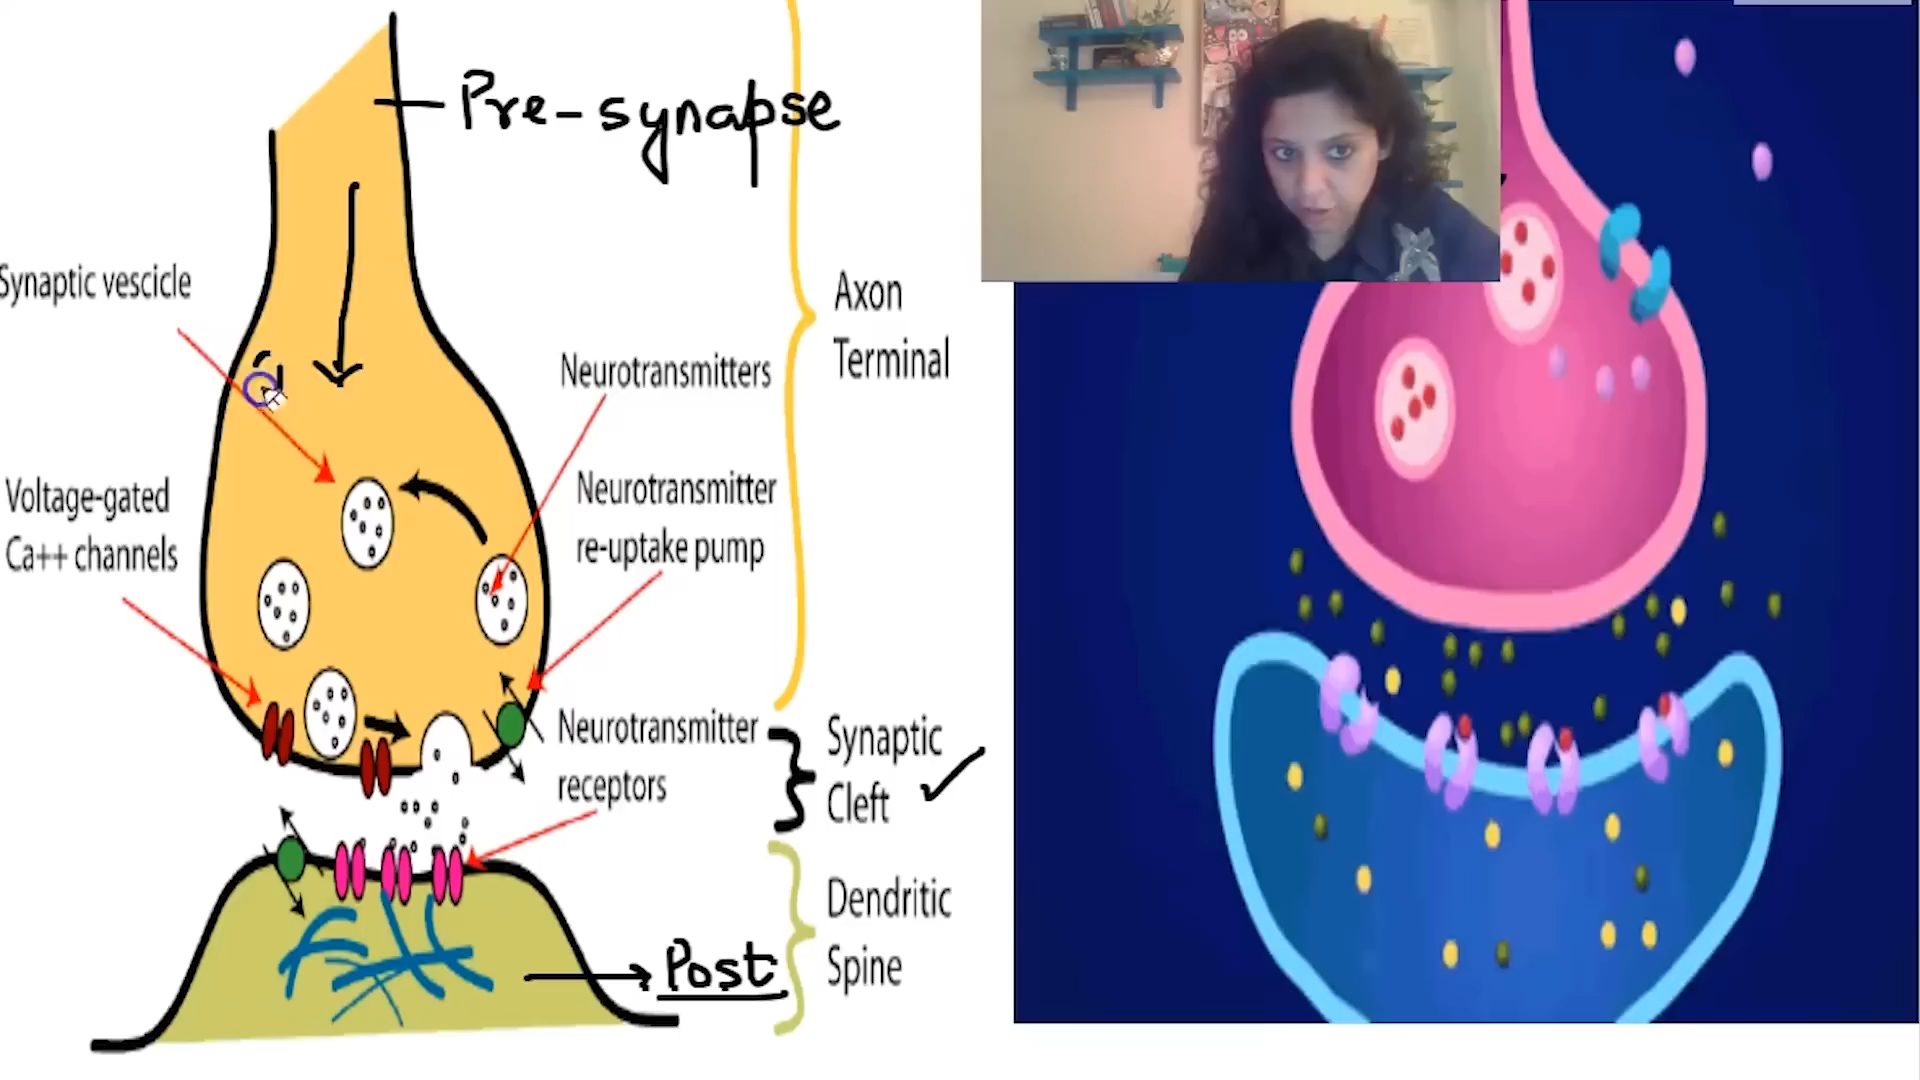 Pre-synapse
Synaptic vescicle
Axon
Terminal
Neurotransmitters
Voltage-gated
Ca++ channels
Neurotransmitter
re-uptake pump
Neurotransmitter
receptors
Synaptic
Cleft
Dendritic
Spine
Post